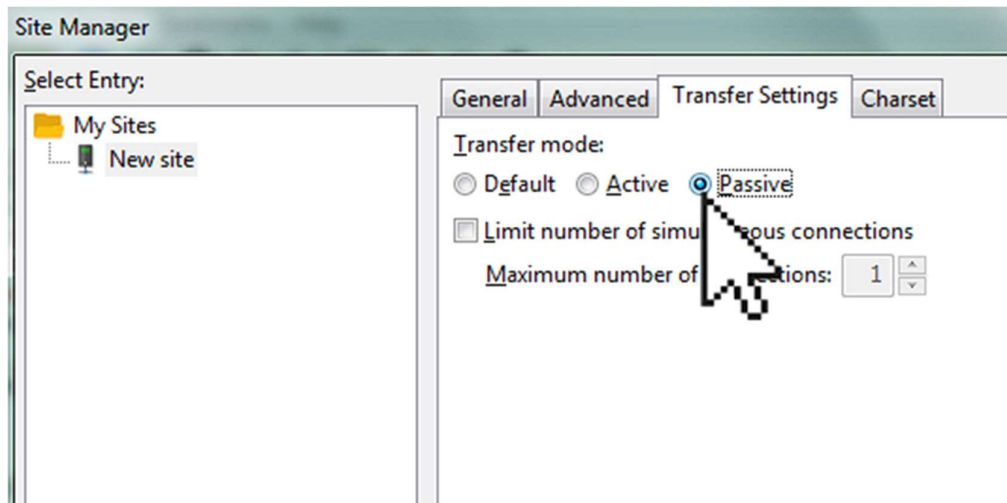 Site Manager
Select Entry:
My Sites
New site
General Advanced Transfer Settings Charset
Transfer mode:
Default Active Passive
Limit number of simu ous connections
Maximum number of tions: 1